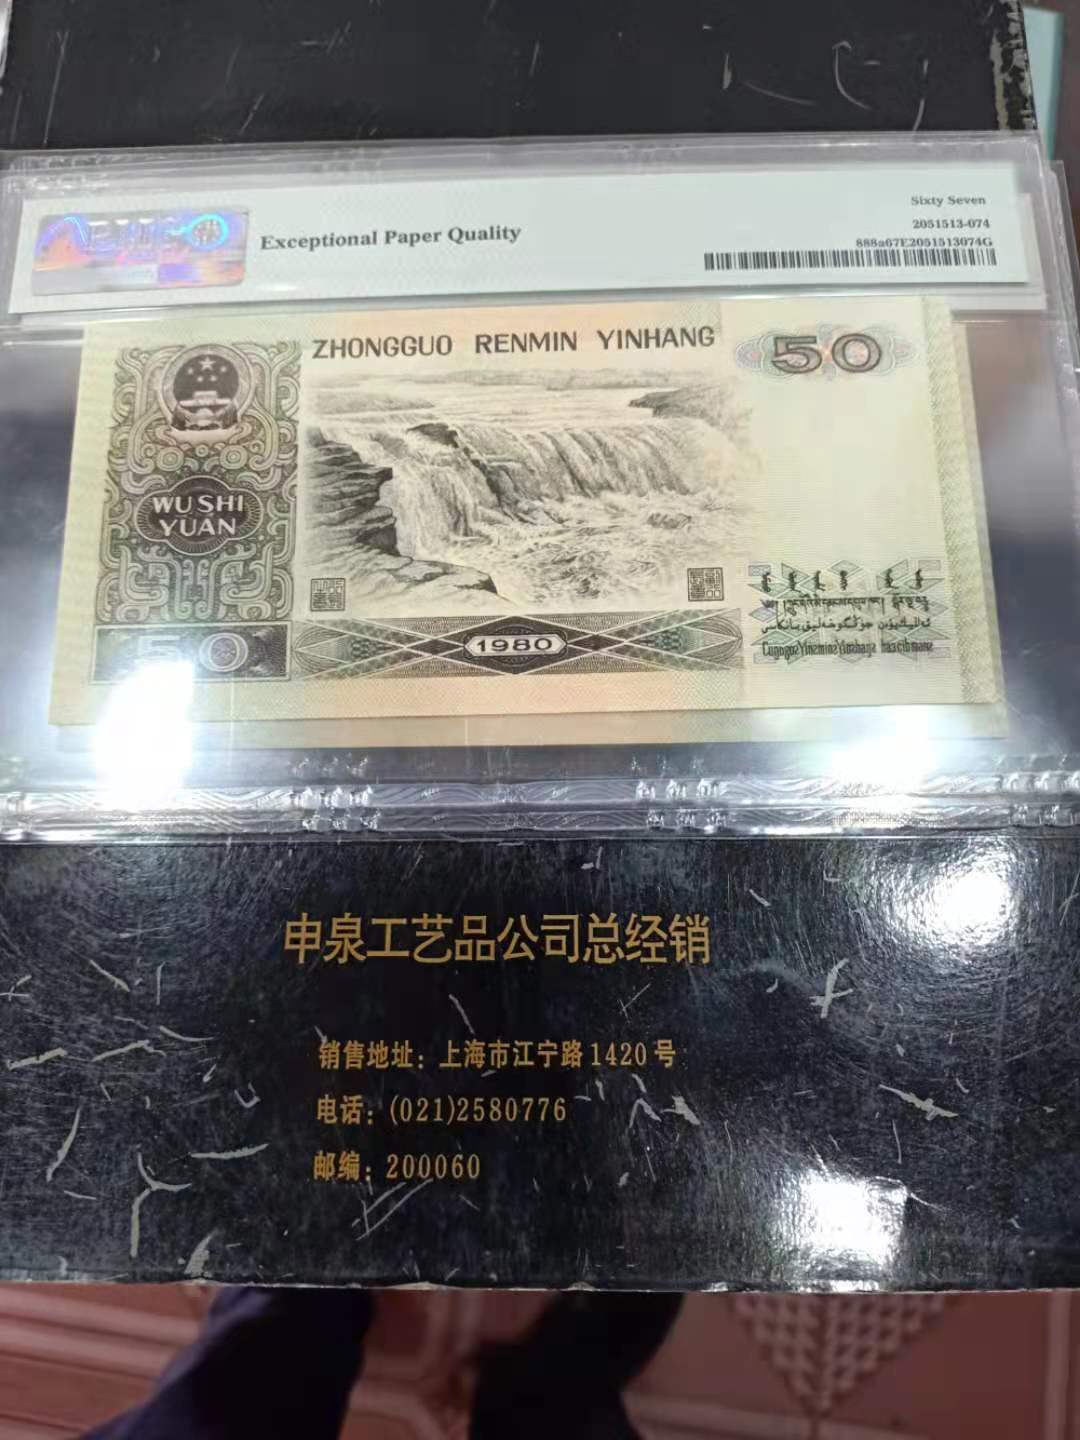 Sixty Seven
Exceptional Paper Quality
2051513-074
888a67E2051513074G
ZHONGGUO RENMIN YINHANG
50
WU SHI
YUAN
50
1980
申泉工艺品公司总经销
销售地址：上海市江宁路1420号
电话：(021)2580776
邮编：200060